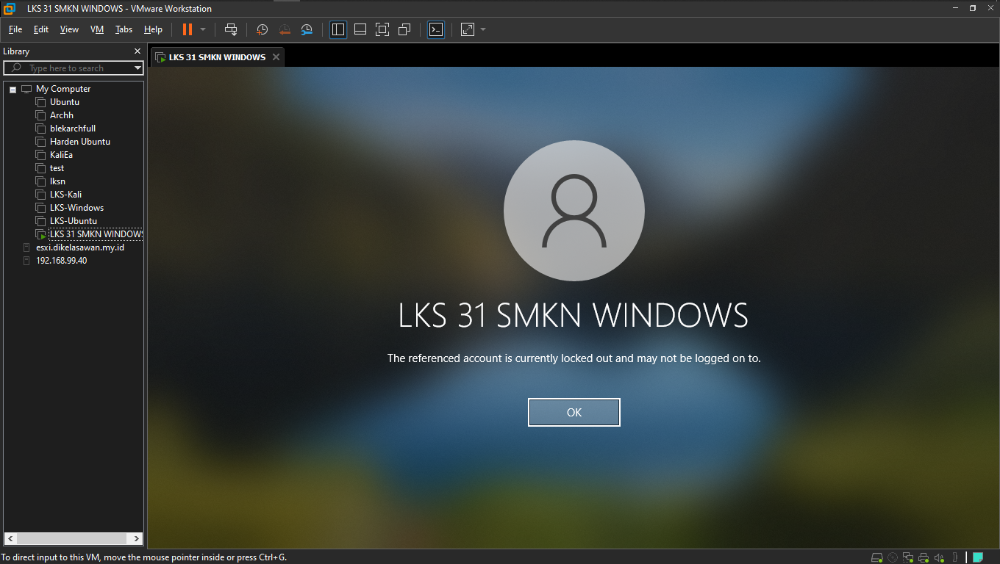 LKS 31 SMKN WINDOWS - VMware Workstation
File Edit View VM Tabs Help
Library
Type here to search
My Computer
Ubuntu
Archh
blekarchfull
Harden Ubuntu
KaliEa
test
lksn
LKS-Kali
LKS-Windows
LKS-Ubuntu
LKS 31 SMKN WINDOWS
esxi.dikelasawan.my.id
192.168.99.40
LKS 31 SMKN WINDOWS
LKS 31 SMKN WINDOWS
The referenced account is currently locked out and may not be logged on to.
OK
To direct input to this VM, move the mouse pointer inside or press Ctrl+G.